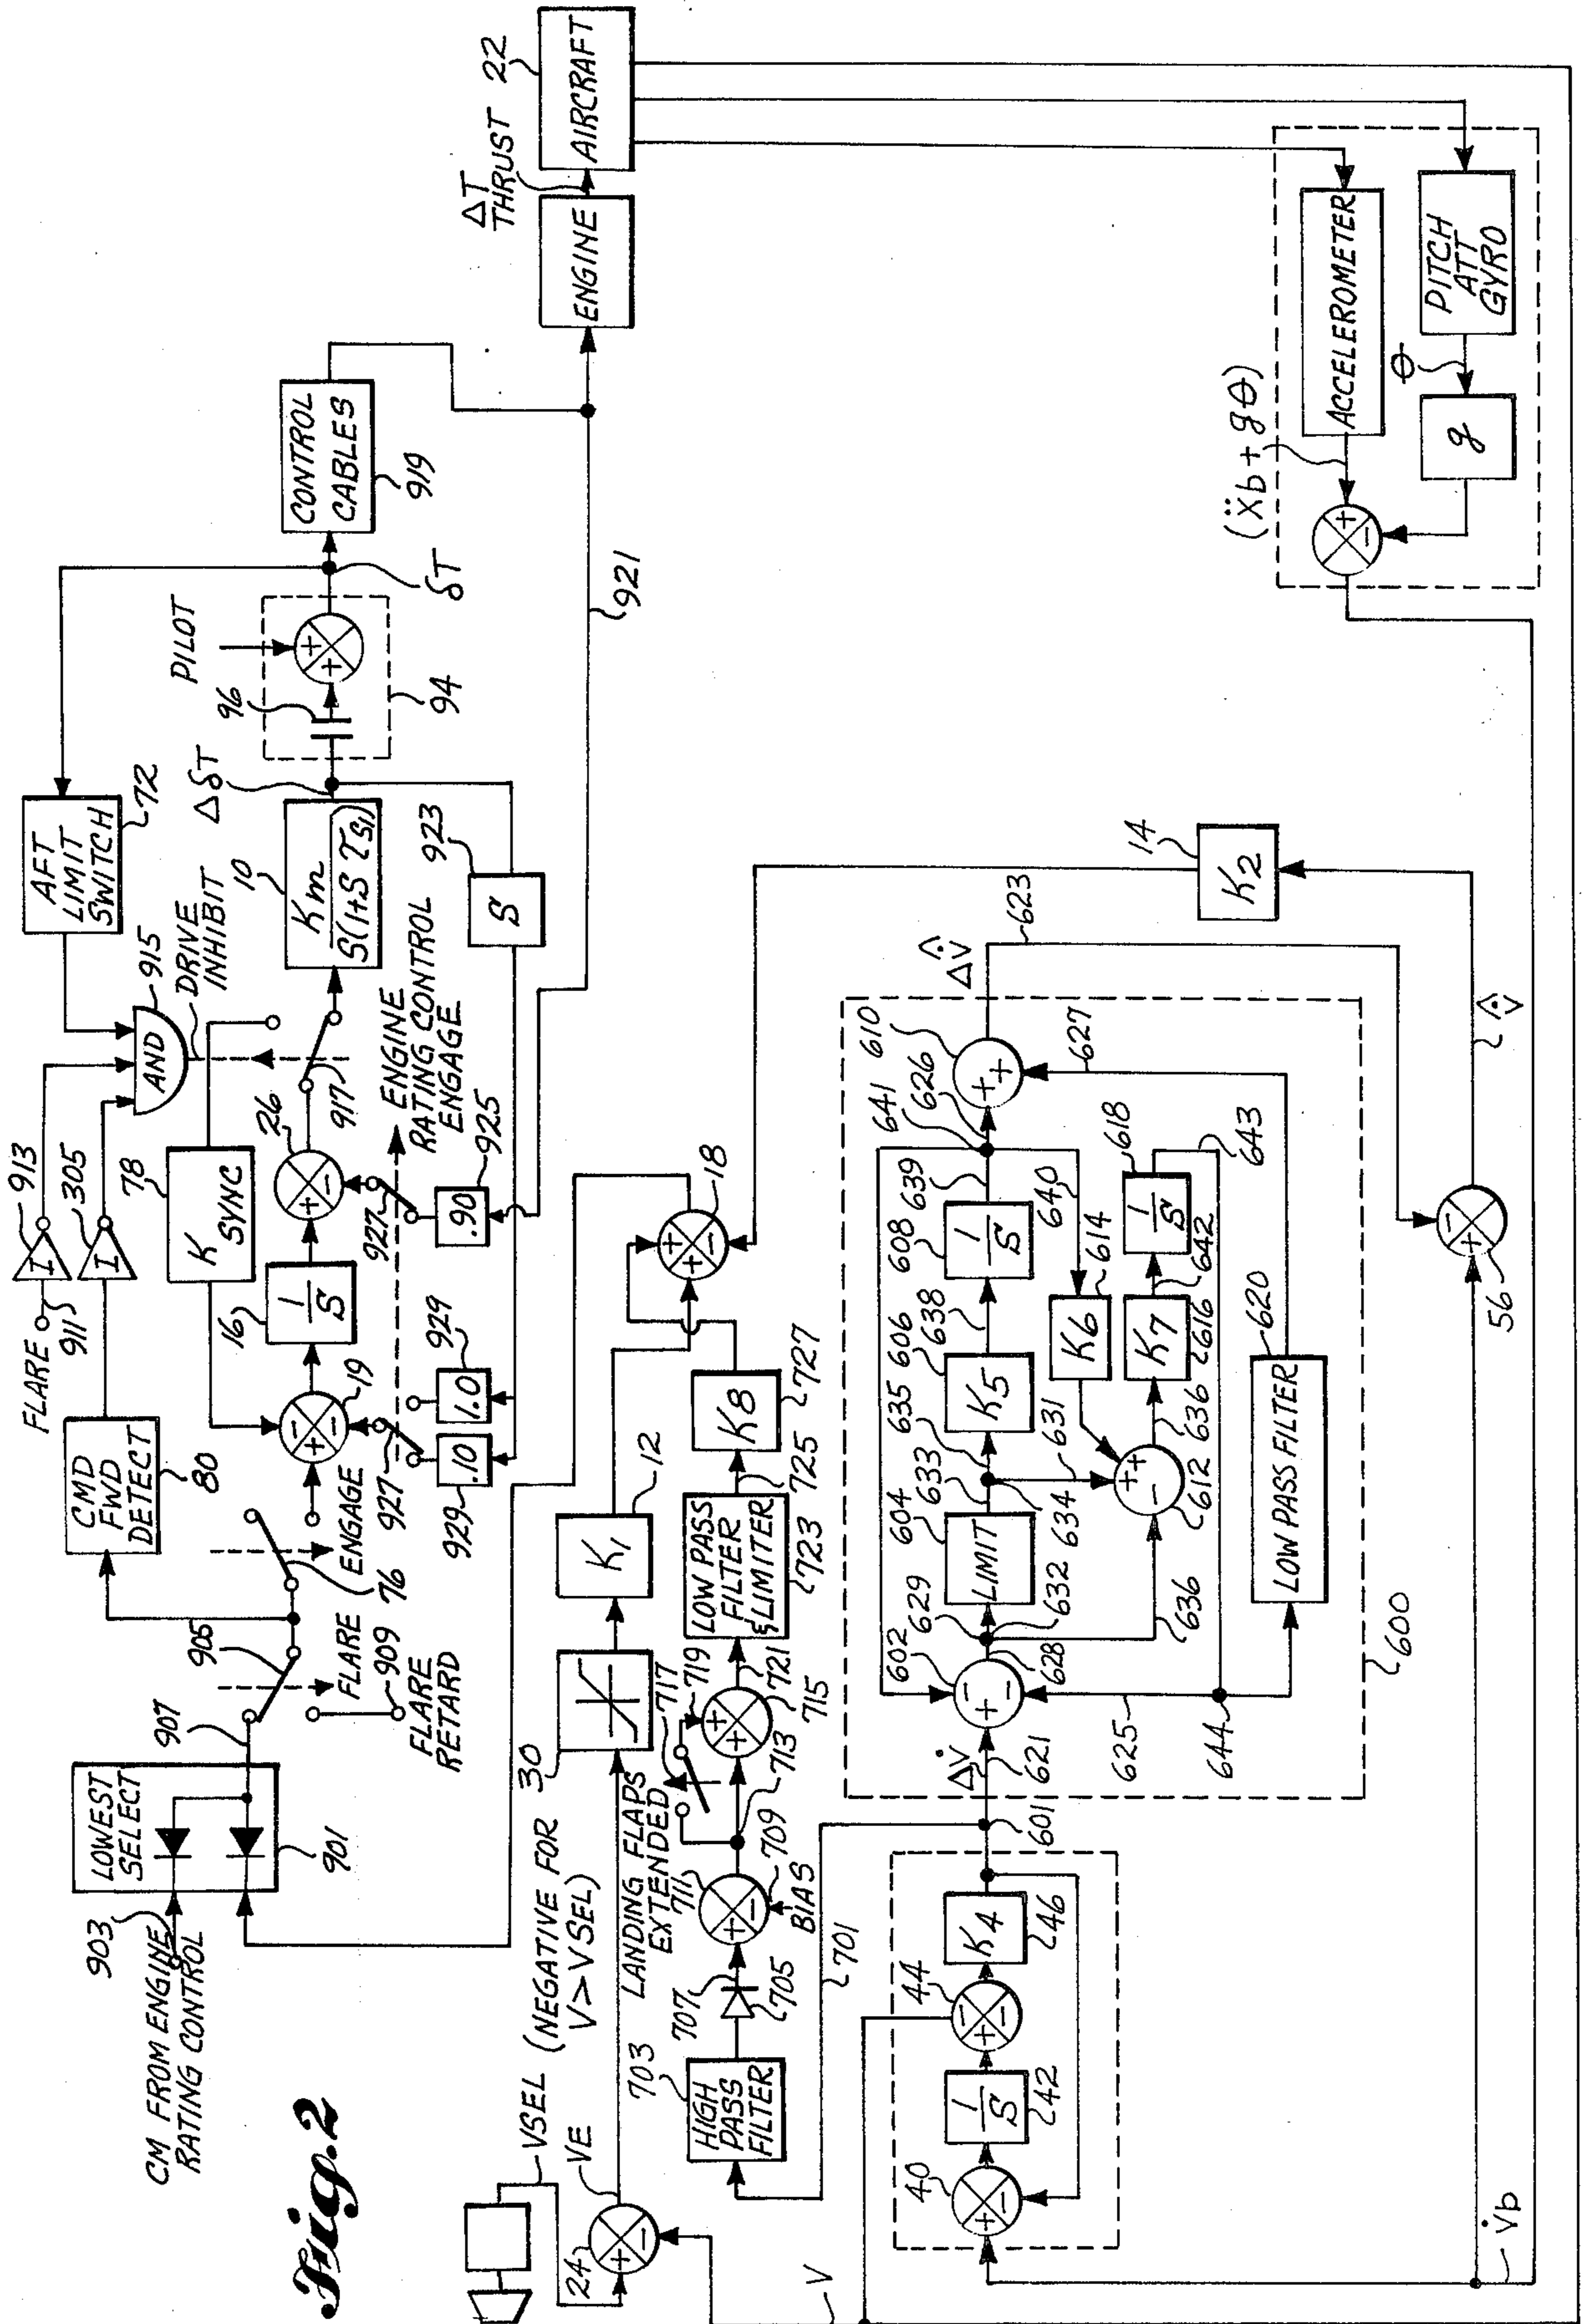 Fig.2
CM FROM ENGINE
RATING CONTROL
903
LOWEST
SELECT
901
907
905
FLARE
909
FLARE
RETARD
76
ENGAGE
CMD
FWD
DETECT
80
FLARE
911
I
913
I
305
AND
915
DRIVE
INHIBIT
AFT
LIMIT
SWITCH
72
K
SYNC
78
19
+
-
-
16
1
S
26
+
-
917
10
Km
S(1+S τs1)
ΔδT
96
PILOT
+
+
94
δT
CONTROL
CABLES
919
921
ENGINE
ΔT
THRUST
AIRCRAFT
22
S
923
ENGINE
RATING CONTROL
ENGAGE
927
927
.90
925
.10
929
1.0
929
VSEL (NEGATIVE FOR
V>VSEL)
VE
24
+
-
V
30
K1
12
18
+
+
-
HIGH
PASS
FILTER
703
707
705
711
+
-
BIAS
709
LANDING FLAPS
EXTENDED
717
719
713
+
+
715
721
LOW PASS
FILTER
&LIMITER
723
725
K8
727
701
40
+
-
1
S
42
44
+
-
-
K4
46
601
ΔV̇
621
602
+
-
-
628
629
632
LIMIT
604
633
634
635
K5
606
638
1
S
608
639
641
626
610
+
+
ΔV̇^
623
640
K6
614
631
+
+
-
612
636
636
K7
616
642
1
S
618
643
627
625
644
LOW PASS FILTER
620
600
K2
14
56
+
-
V̇^
V̇b
(Ẍb + gθ)
+
-
ACCELEROMETER
g
ϕ
PITCH
ATT
GYRO